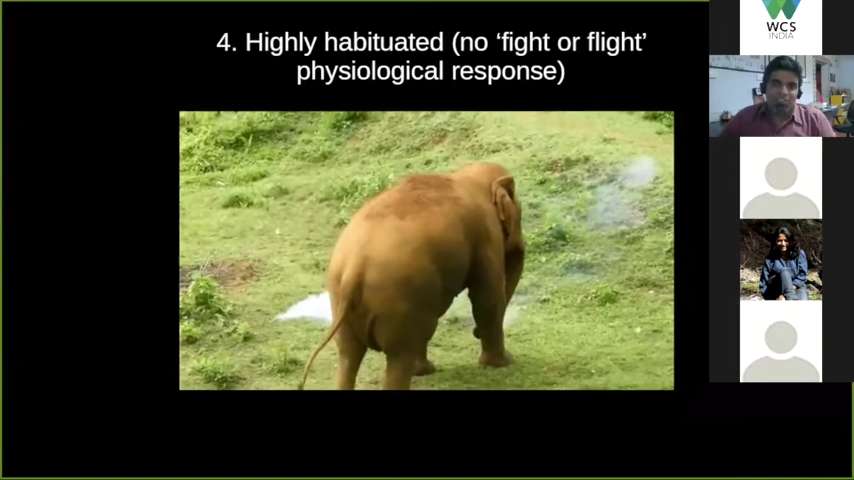 4. Highly habituated (no ‘fight or flight’
physiological response)
WCS
INDIA